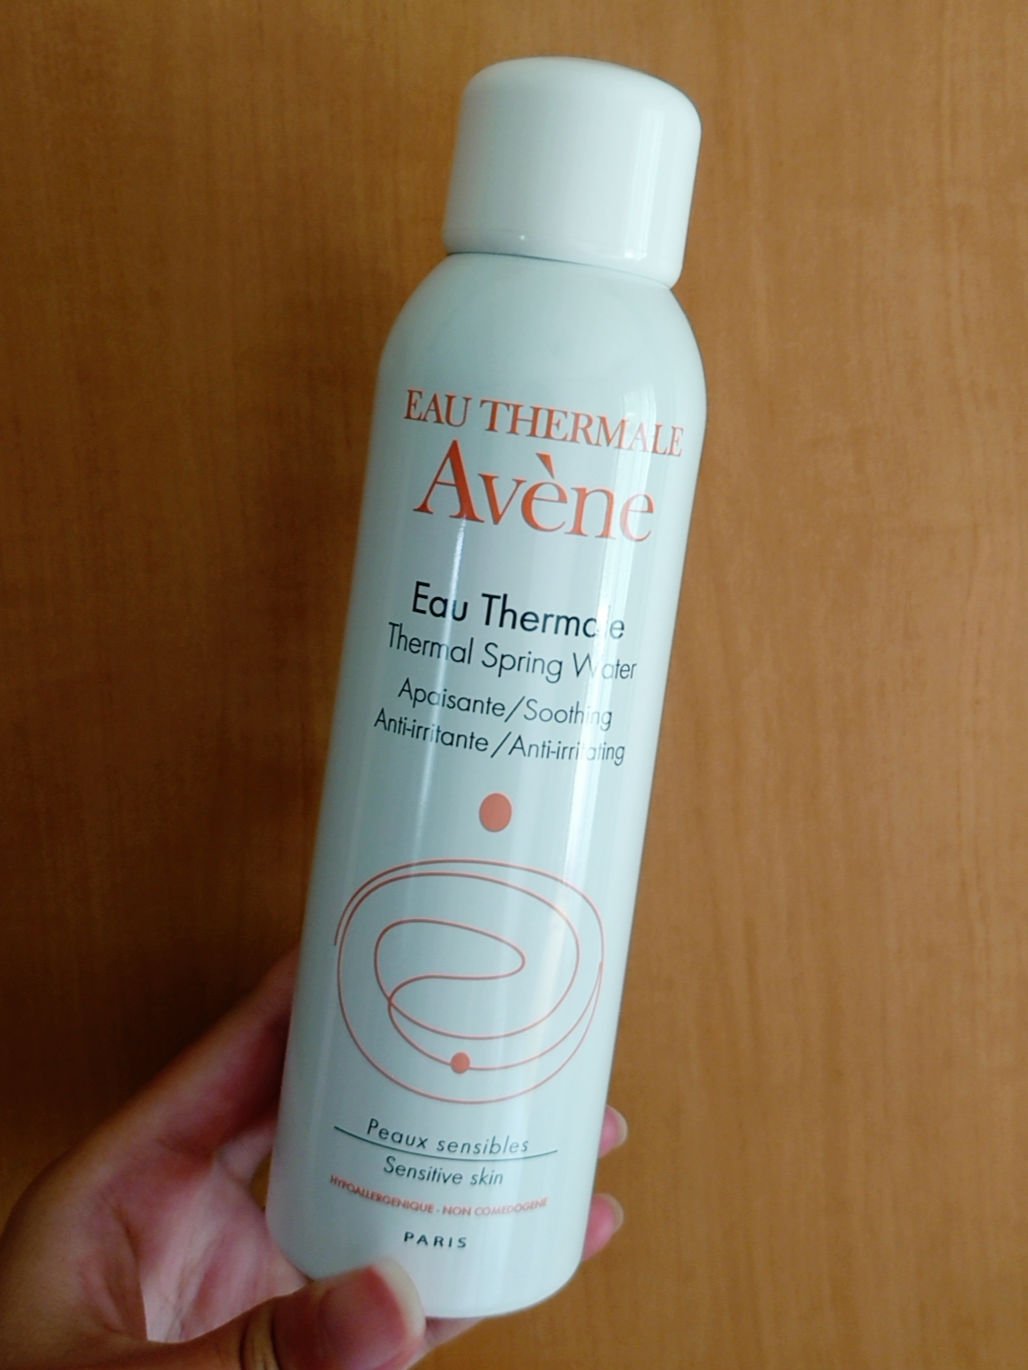 EAU THERMALE
Avène
Eau Thermale
Thermal Spring Water
Apaisante/Soothing
Anti-irritante/Anti-irritating
Peaux sensibles
Sensitive skin
HYPOALLERGENIQUE - NON COMEDOGENE
PARIS